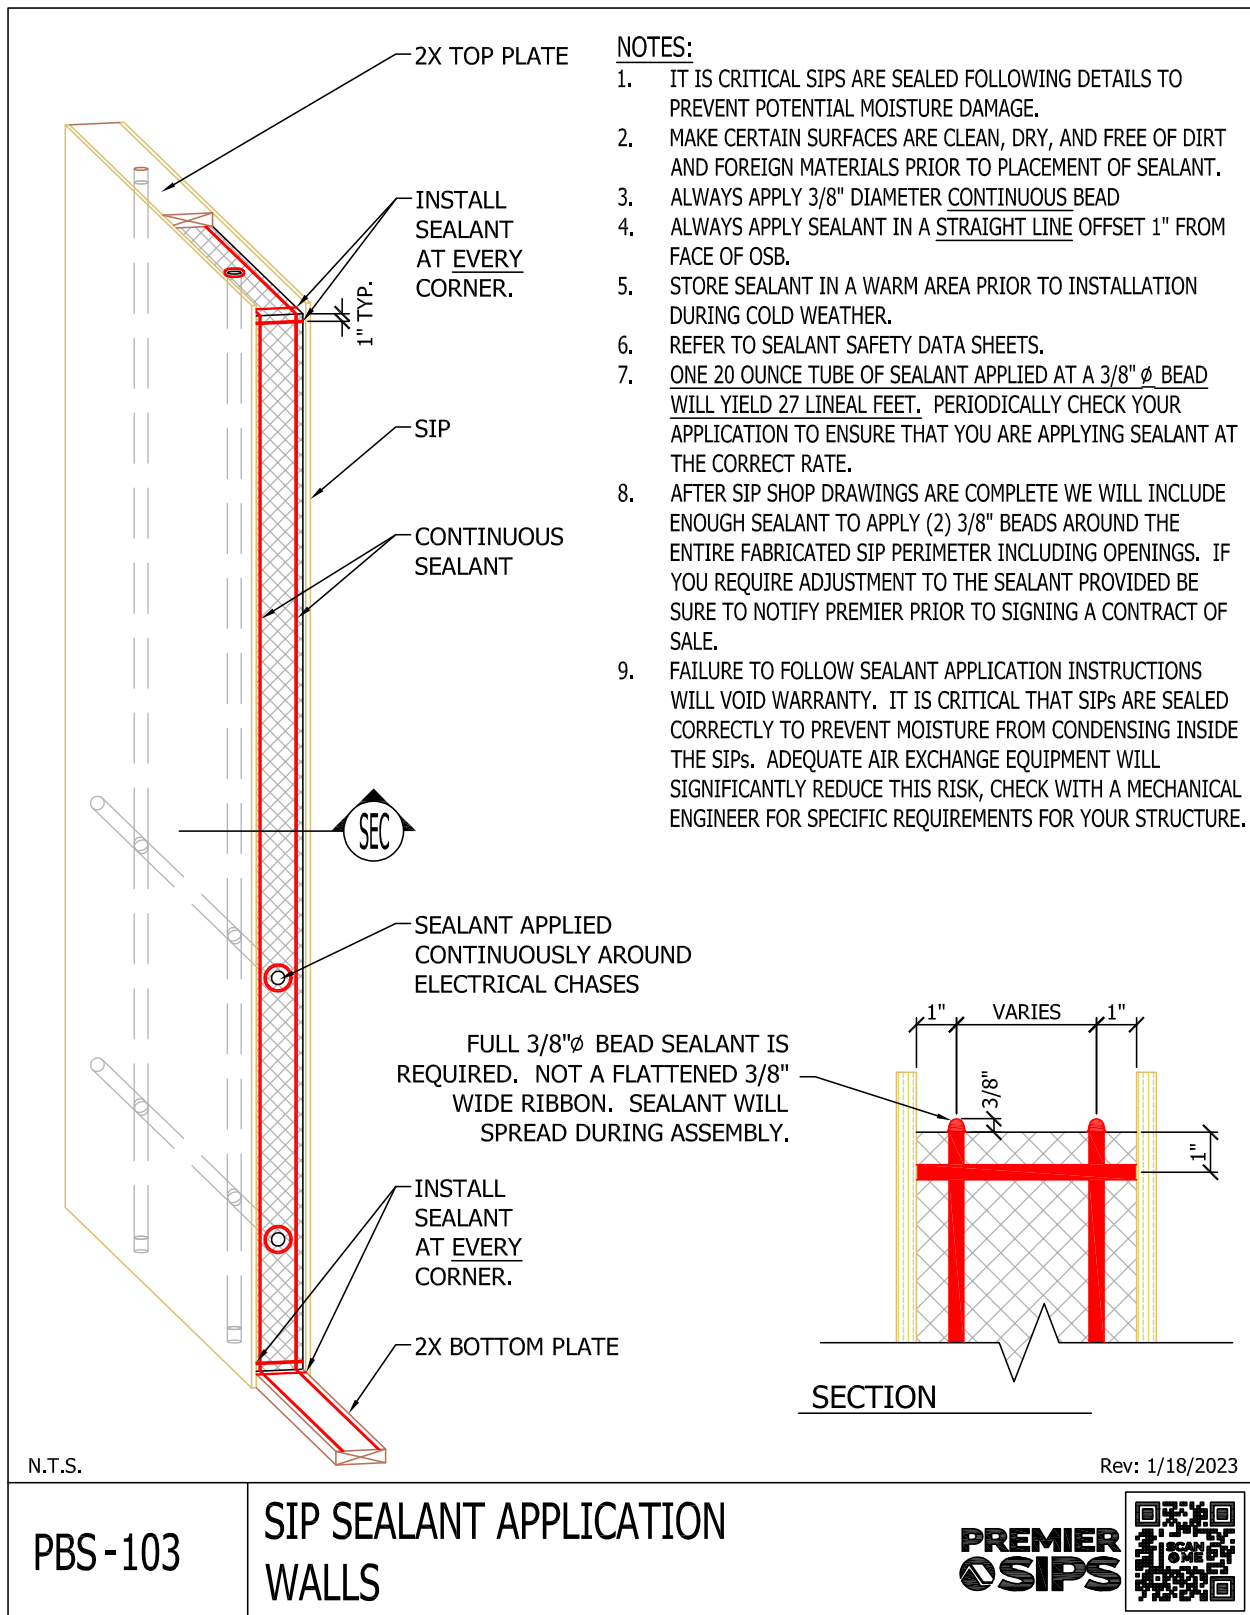 2X TOP PLATE
INSTALL
SEALANT
AT EVERY
CORNER.
1" TYP.
SIP
CONTINUOUS
SEALANT
SEC
SEALANT APPLIED
CONTINUOUSLY AROUND
ELECTRICAL CHASES
FULL 3/8"Ø BEAD SEALANT IS
REQUIRED. NOT A FLATTENED 3/8"
WIDE RIBBON. SEALANT WILL
SPREAD DURING ASSEMBLY.
INSTALL
SEALANT
AT EVERY
CORNER.
2X BOTTOM PLATE
NOTES:
1. IT IS CRITICAL SIPS ARE SEALED FOLLOWING DETAILS TO
PREVENT POTENTIAL MOISTURE DAMAGE.
2. MAKE CERTAIN SURFACES ARE CLEAN, DRY, AND FREE OF DIRT
AND FOREIGN MATERIALS PRIOR TO PLACEMENT OF SEALANT.
3. ALWAYS APPLY 3/8" DIAMETER CONTINUOUS BEAD
4. ALWAYS APPLY SEALANT IN A STRAIGHT LINE OFFSET 1" FROM
FACE OF OSB.
5. STORE SEALANT IN A WARM AREA PRIOR TO INSTALLATION
DURING COLD WEATHER.
6. REFER TO SEALANT SAFETY DATA SHEETS.
7. ONE 20 OUNCE TUBE OF SEALANT APPLIED AT A 3/8" Ø BEAD
WILL YIELD 27 LINEAL FEET. PERIODICALLY CHECK YOUR
APPLICATION TO ENSURE THAT YOU ARE APPLYING SEALANT AT
THE CORRECT RATE.
8. AFTER SIP SHOP DRAWINGS ARE COMPLETE WE WILL INCLUDE
ENOUGH SEALANT TO APPLY (2) 3/8" BEADS AROUND THE
ENTIRE FABRICATED SIP PERIMETER INCLUDING OPENINGS. IF
YOU REQUIRE ADJUSTMENT TO THE SEALANT PROVIDED BE
SURE TO NOTIFY PREMIER PRIOR TO SIGNING A CONTRACT OF
SALE.
9. FAILURE TO FOLLOW SEALANT APPLICATION INSTRUCTIONS
WILL VOID WARRANTY. IT IS CRITICAL THAT SIPs ARE SEALED
CORRECTLY TO PREVENT MOISTURE FROM CONDENSING INSIDE
THE SIPs. ADEQUATE AIR EXCHANGE EQUIPMENT WILL
SIGNIFICANTLY REDUCE THIS RISK, CHECK WITH A MECHANICAL
ENGINEER FOR SPECIFIC REQUIREMENTS FOR YOUR STRUCTURE.
1" VARIES 1"
3/8"
1"
SECTION
N.T.S.
Rev: 1/18/2023
PBS-103
SIP SEALANT APPLICATION
WALLS
PREMIER
SIPS
SCAN
ME